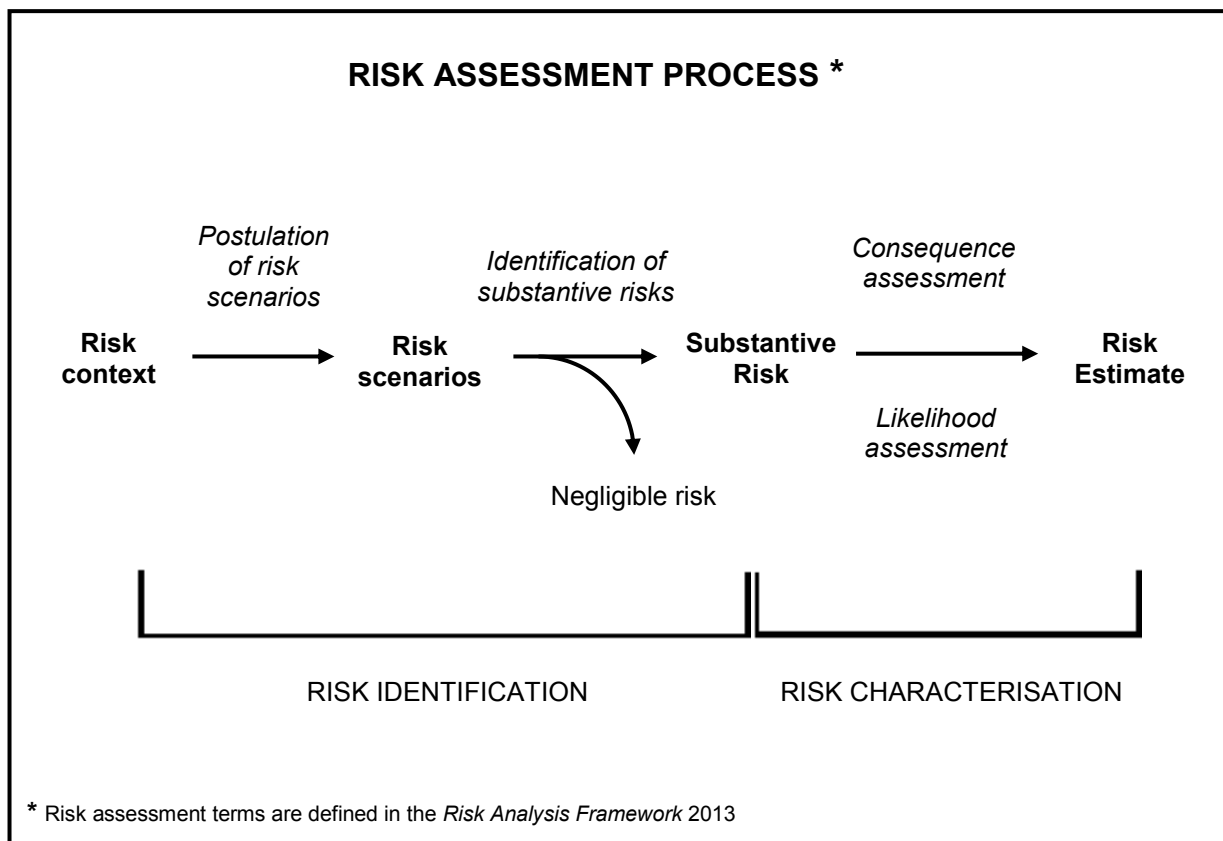 RISK ASSESSMENT PROCESS *
Postulation
of risk
scenarios
Identification of
substantive risks
Consequence
assessment
Risk
context
Risk
scenarios
Substantive
Risk
Risk
Estimate
Likelihood
assessment
Negligible risk
RISK IDENTIFICATION
RISK CHARACTERISATION
* Risk assessment terms are defined in the Risk Analysis Framework 2013